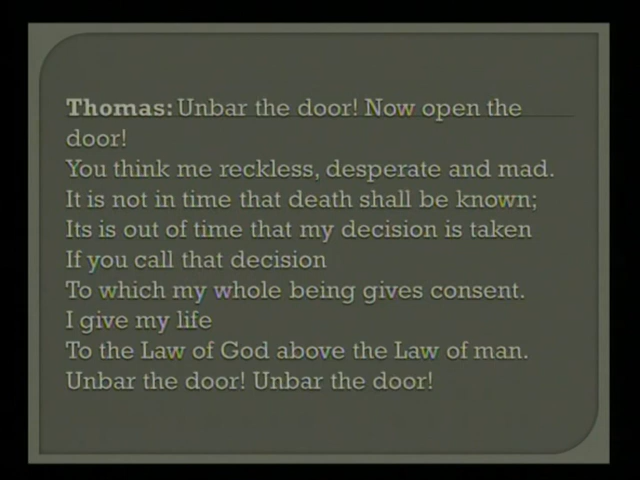 Thomas: Unbar the door! Now open the
door!
You think me reckless, desperate and mad.
It is not in time that death shall be known;
Its is out of time that my decision is taken
If you call that decision
To which my whole being gives consent.
I give my life
To the Law of God above the Law of man.
Unbar the door! Unbar the door!